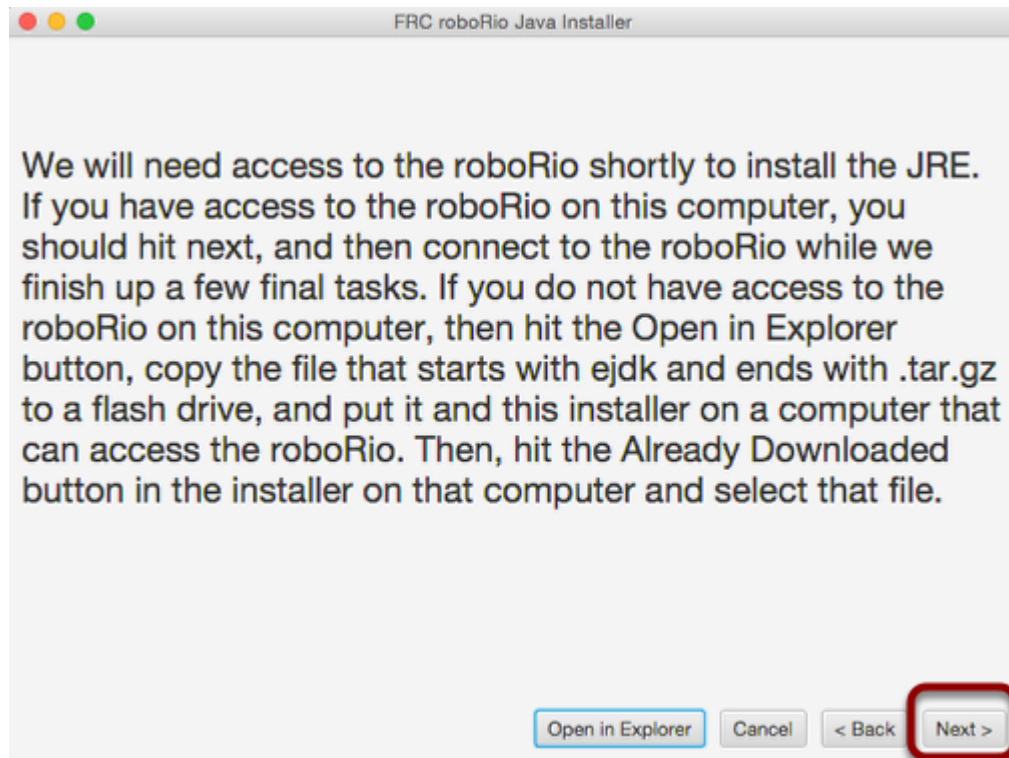 FRC roboRio Java Installer
We will need access to the roboRio shortly to install the JRE.
If you have access to the roboRio on this computer, you
should hit next, and then connect to the roboRio while we
finish up a few final tasks. If you do not have access to the
roboRio on this computer, then hit the Open in Explorer
button, copy the file that starts with ejdk and ends with .tar.gz
to a flash drive, and put it and this installer on a computer that
can access the roboRio. Then, hit the Already Downloaded
button in the installer on that computer and select that file.
Open in Explorer Cancel < Back Next >